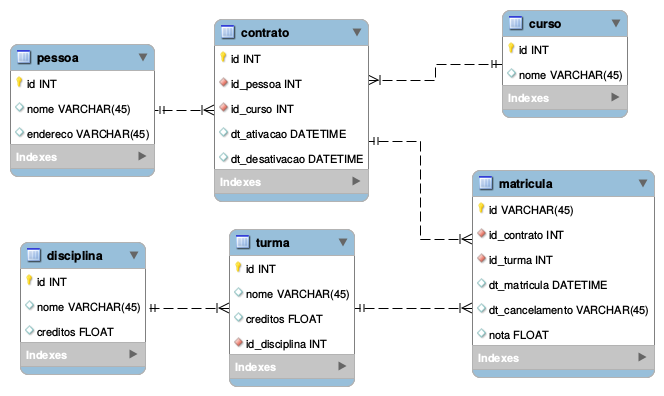 pessoa
id INT
nome VARCHAR(45)
endereco VARCHAR(45)
Indexes
contrato
id INT
id_pessoa INT
id_curso INT
dt_ativacao DATETIME
dt_desativacao DATETIME
Indexes
curso
id INT
nome VARCHAR(45)
Indexes
disciplina
id INT
nome VARCHAR(45)
creditos FLOAT
Indexes
turma
id INT
nome VARCHAR(45)
creditos FLOAT
id_disciplina INT
Indexes
matricula
id VARCHAR(45)
id_contrato INT
id_turma INT
dt_matricula DATETIME
dt_cancelamento VARCHAR(45)
nota FLOAT
Indexes